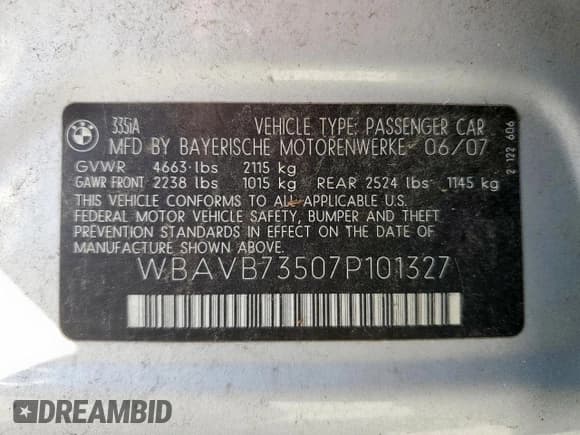 BMW
335iA VEHICLE TYPE: PASSENGER CAR
MFD BY BAYERISCHE MOTORENWERKE 06/07
GVWR 4663 lbs 2115 kg
GAWR FRONT 2238 lbs 1015 kg REAR 2524 lbs 1145 kg
THIS VEHICLE CONFORMS TO ALL APPLICABLE U.S.
FEDERAL MOTOR VEHICLE SAFETY, BUMPER AND THEFT
PREVENTION STANDARDS IN EFFECT ON THE DATE
OF MANUFACTURE SHOWN ABOVE.
WBAVB73507P101327
21 122 606
DREAMBID